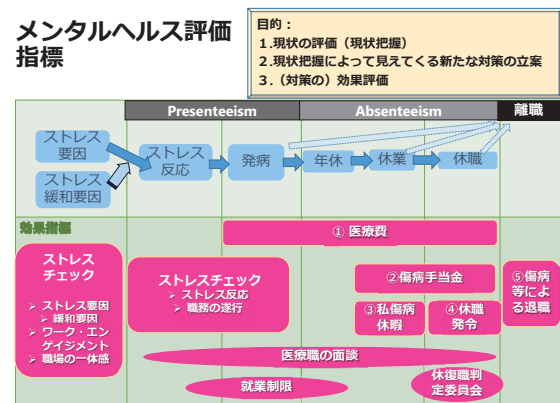 メンタルヘルス評価
指標
目的：
1.現状の評価（現状把握）
2.現状把握によって見えてくる新たな対策の立案
3.（対策の）効果評価
Presenteeism
Absenteeism
離職
ストレス
要因
ストレス
緩和要因
ストレス
反応
発病
年休
休業
休職
効果指標
① 医療費
ストレス
チェック
➢ ストレス要因
➢ 緩和要因
➢ ワーク・エン
ゲイジメント
➢ 職場の一体感
ストレスチェック
➢ ストレス反応
➢ 職務の遂行
②傷病手当金
③私傷病
休暇
④休職
発令
⑤傷病
等によ
る退職
医療職の面談
就業制限
休復職判
定委員会